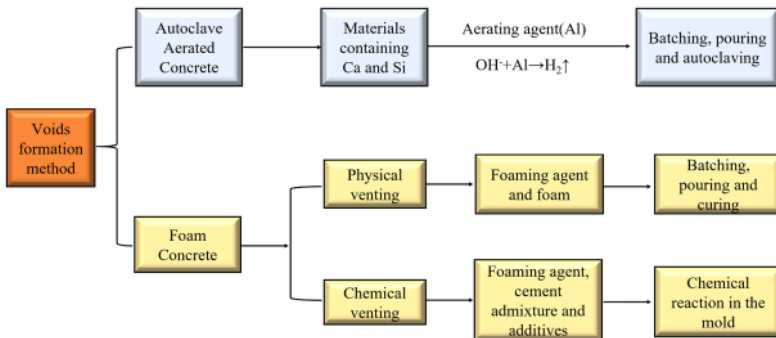 Autoclave
Aerated
Concrete
Materials
containing
Ca and Si
Aerating agent(Al)
OH⁻+Al→H₂↑
Batching, pouring
and autoclaving
Voids
formation
method
Physical
venting
Foaming agent
and foam
Batching,
pouring and
curing
Foam
Concrete
Chemical
venting
Foaming agent,
cement
admixture and
additives
Chemical
reaction in the
mold